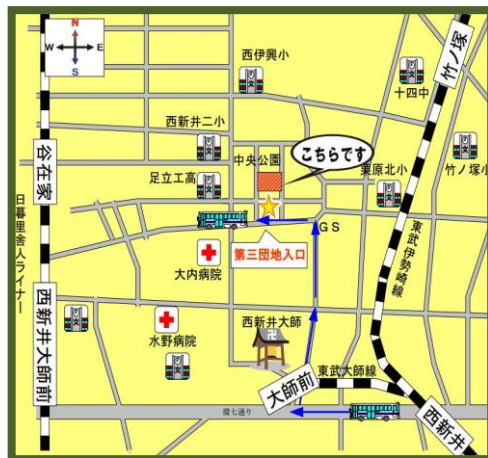 N
W E
S
西伊興小
竹ノ塚
十四中
西新井二小
中央公園
こちらです
足立工高
栗原北小
竹ノ塚小
谷在家
日暮里舎人ライナー
GS
第三団地入口
東武伊勢崎線
大内病院
西新井大師前
西新井大師
水野病院
大師前
東武大師線
西新井
環七通り